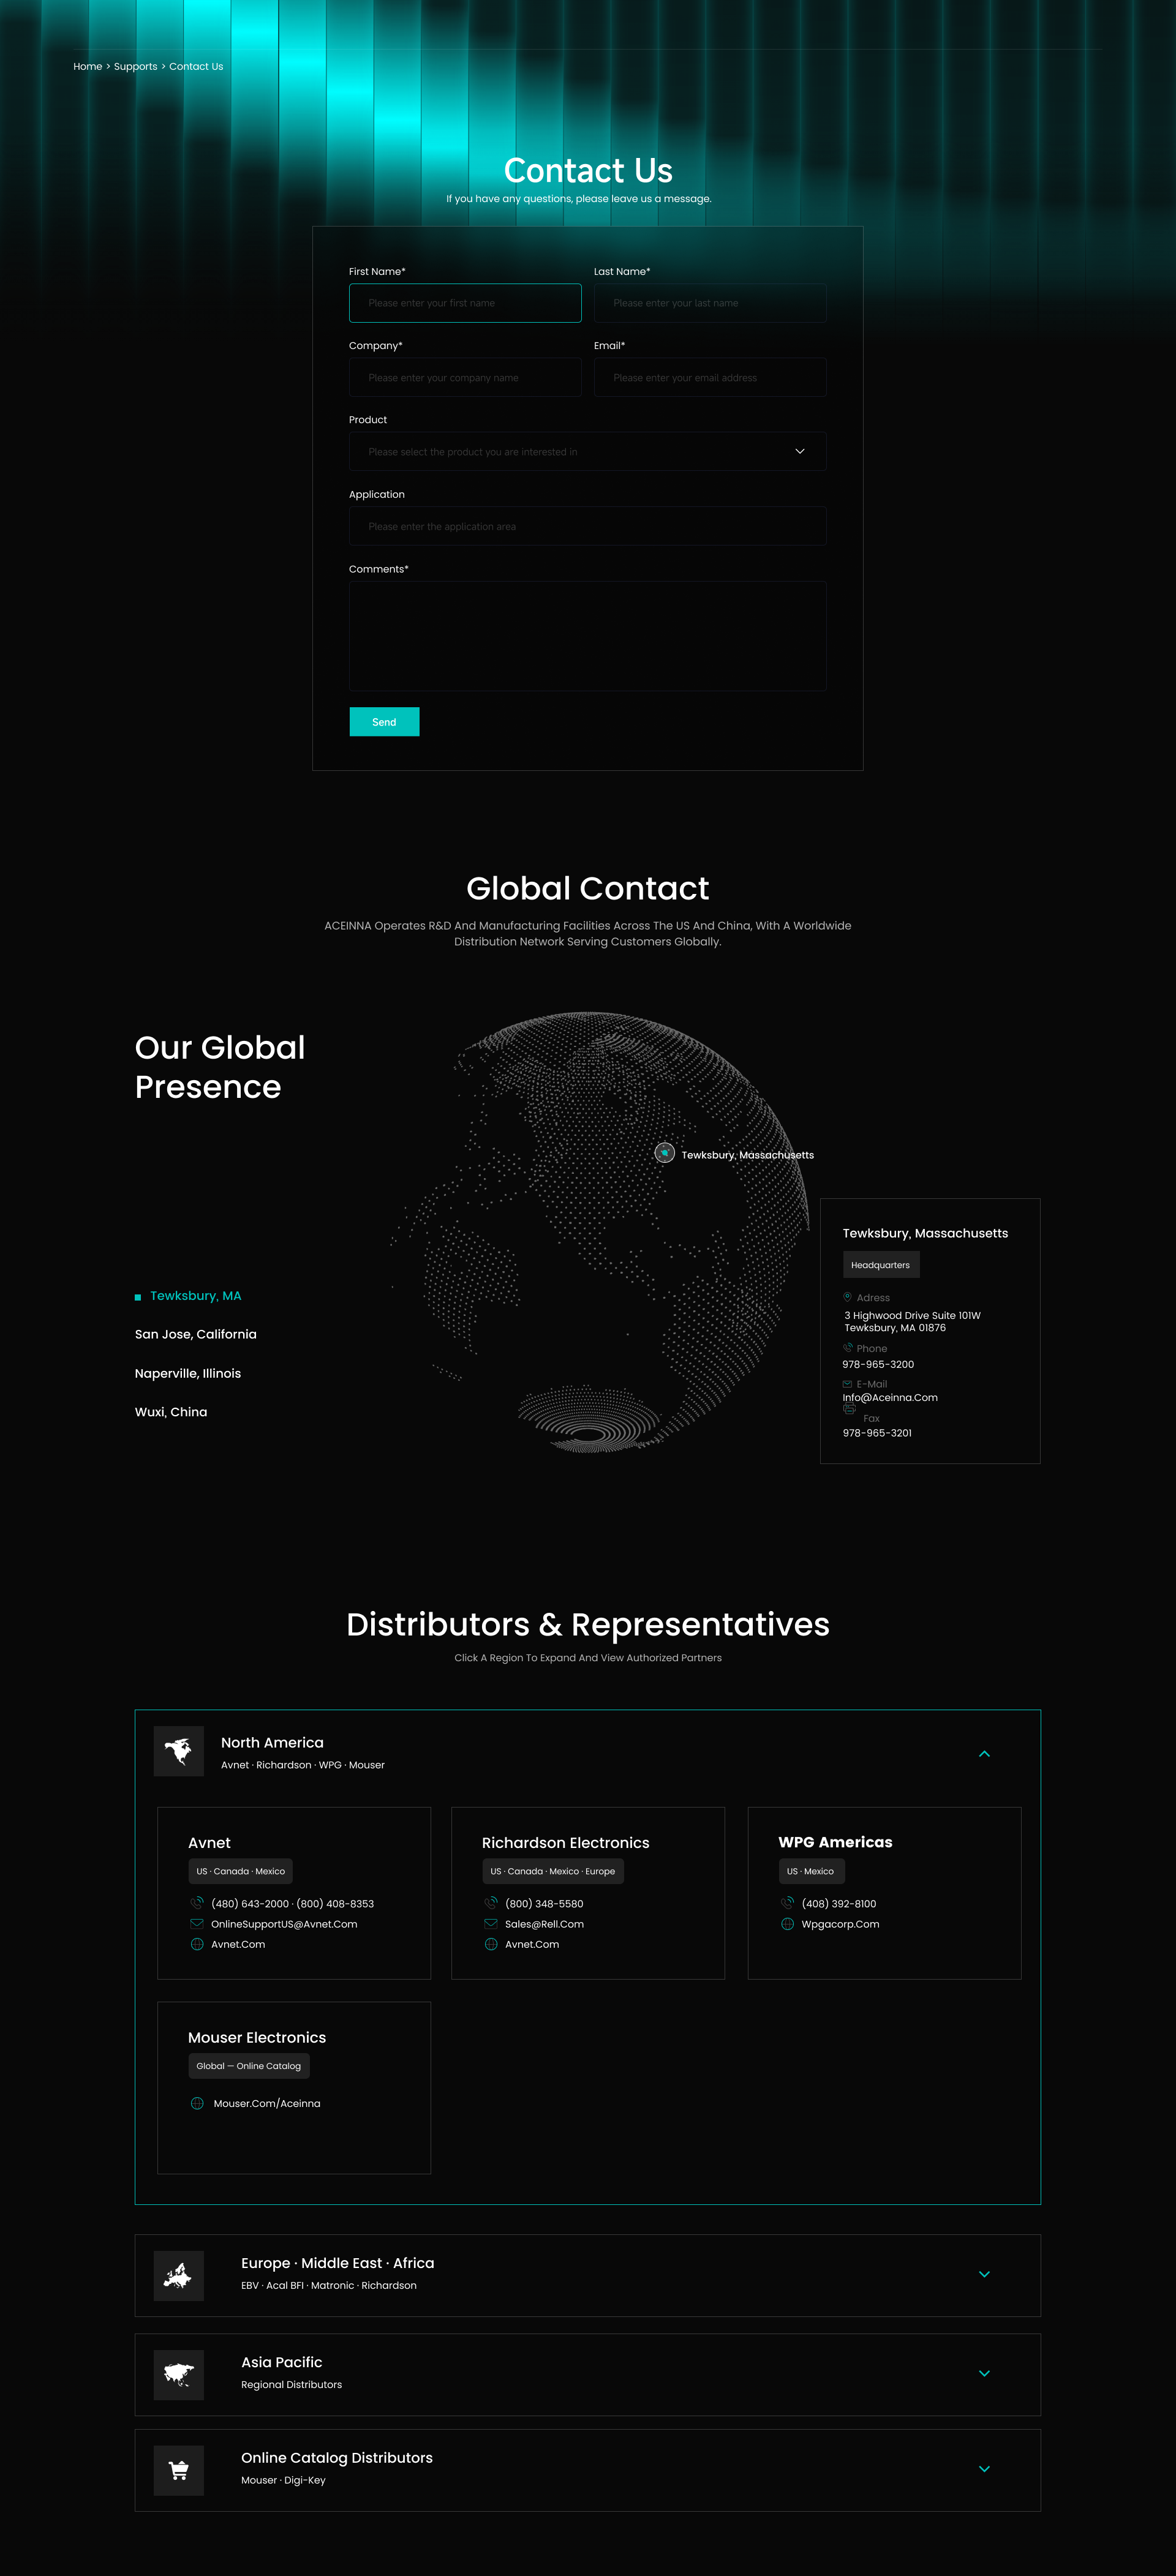 Home > Supports > Contact Us
Contact Us
If you have any questions, please leave us a message.
First Name*
Last Name*
Please enter your first name
Please enter your last name
Company*
Email*
Please enter your company name
Please enter your email address
Product
Please select the product you are interested in
Application
Please enter the application area
Comments*
Send
Global Contact
ACEINNA Operates R&D And Manufacturing Facilities Across The US And China, With A Worldwide
Distribution Network Serving Customers Globally.
Our Global
Presence
Tewksbury, Massachusetts
Tewksbury, MA
San Jose, California
Naperville, Illinois
Wuxi, China
Tewksbury, Massachusetts
Headquarters
Adress
3 Highwood Drive Suite 101W
Tewksbury, MA 01876
Phone
978-965-3200
E-Mail
Info@Aceinna.Com
Fax
978-965-3201
Distributors & Representatives
Click A Region To Expand And View Authorized Partners
North America
Avnet · Richardson · WPG · Mouser
Avnet
US · Canada · Mexico
(480) 643-2000 · (800) 408-8353
OnlineSupportUS@Avnet.Com
Avnet.Com
Richardson Electronics
US · Canada · Mexico · Europe
(800) 348-5580
Sales@Rell.Com
Avnet.Com
WPG Americas
US · Mexico
(408) 392-8100
Wpgacorp.Com
Mouser Electronics
Global — Online Catalog
Mouser.Com/Aceinna
Europe · Middle East · Africa
EBV · Acal BFI · Matronic · Richardson
Asia Pacific
Regional Distributors
Online Catalog Distributors
Mouser · Digi-Key